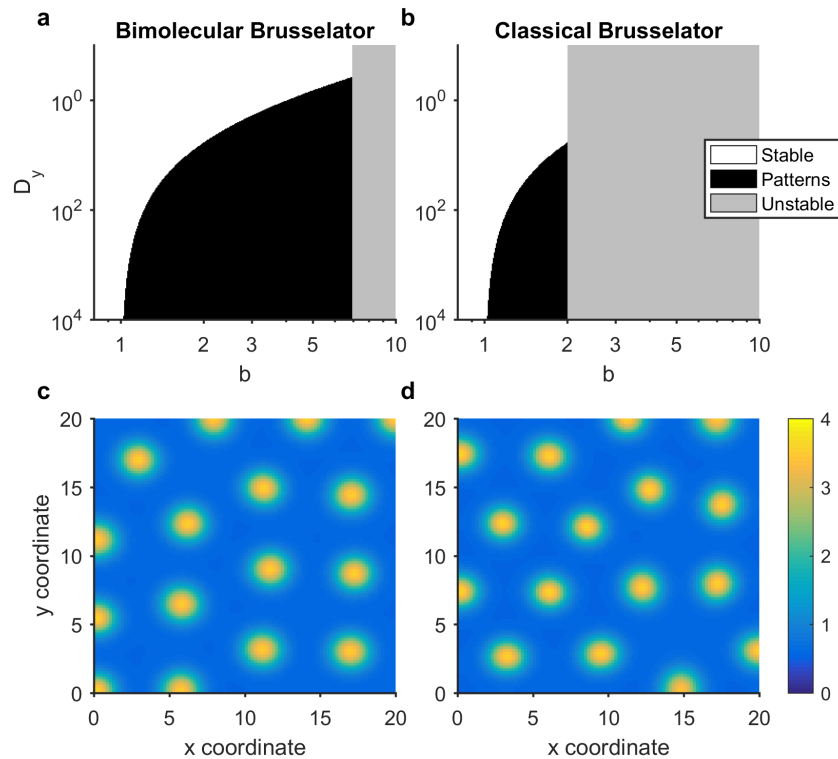 a
Bimolecular Brusselator
b
Classical Brusselator
10^0
10^2
10^4
D_y
1 2 3 5 10
b
10^0
10^2
10^4
1 2 3 5 10
b
Stable
Patterns
Unstable
c
20
15
10
5
0
y coordinate
0 5 10 15 20
x coordinate
d
20
15
10
5
0
0 5 10 15 20
x coordinate
4
3
2
1
0